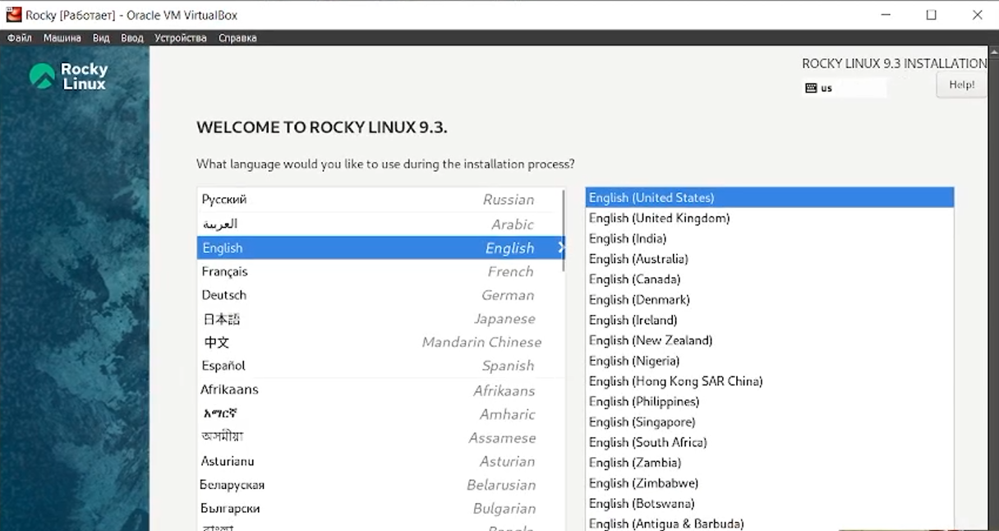 Rocky [Работает] - Oracle VM VirtualBox
Файл Машина Вид Ввод Устройства Справка
Rocky
Linux
ROCKY LINUX 9.3 INSTALLATION
us
Help!
WELCOME TO ROCKY LINUX 9.3.
What language would you like to use during the installation process?
Русский Russian
العربية Arabic
English English
Français French
Deutsch German
日本語 Japanese
中文 Mandarin Chinese
Español Spanish
Afrikaans Afrikaans
አማርኛ Amharic
অসমীয়া Assamese
Asturianu Asturian
Беларуская Belarusian
Български Bulgarian
English (United States)
English (United Kingdom)
English (India)
English (Australia)
English (Canada)
English (Denmark)
English (Ireland)
English (New Zealand)
English (Nigeria)
English (Hong Kong SAR China)
English (Philippines)
English (Singapore)
English (South Africa)
English (Zambia)
English (Zimbabwe)
English (Botswana)
English (Antigua & Barbuda)